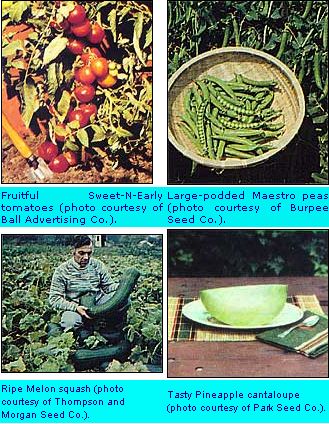 Fruitful Sweet-N-Early
tomatoes (photo courtesy of
Ball Advertising Co.).
Large-podded Maestro peas
(photo courtesy of Burpee
Seed Co.).
Ripe Melon squash (photo
courtesy of Thompson and
Morgan Seed Co.).
Tasty Pineapple cantaloupe
(photo courtesy of Park Seed Co.).